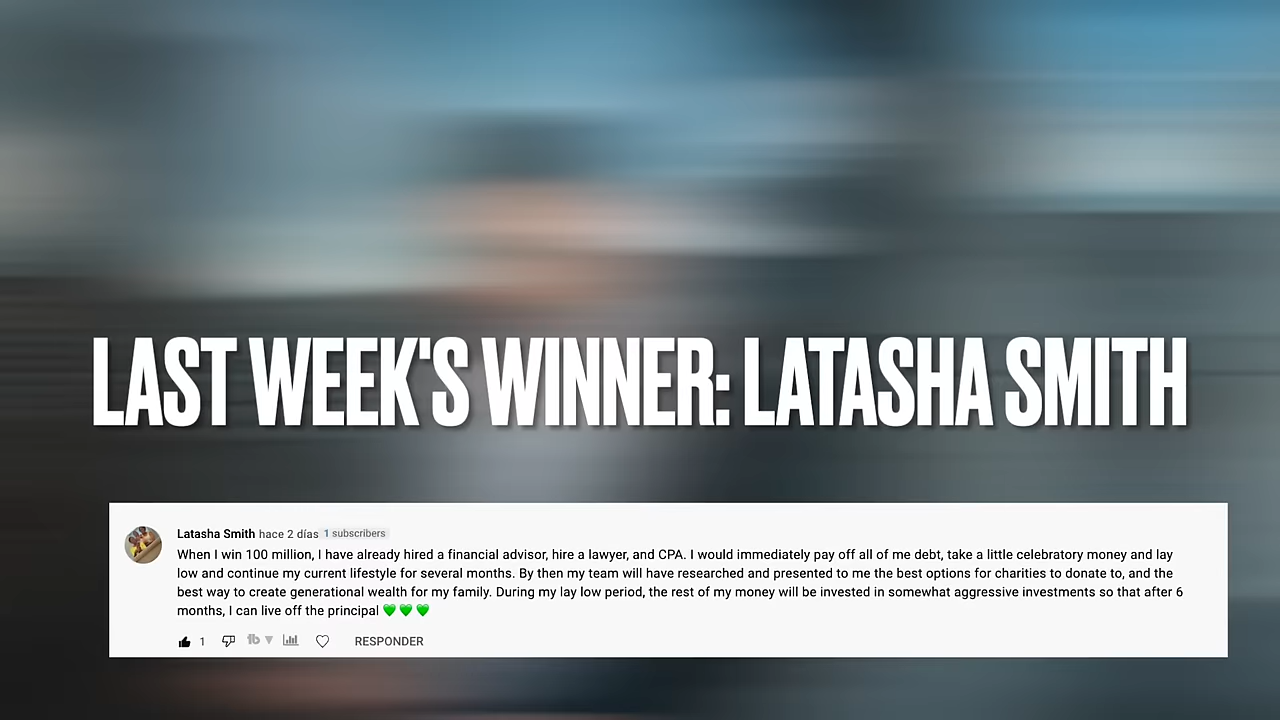 LAST WEEK'S WINNER: LATASHA SMITH
Latasha Smith hace 2 días 1 subscribers
When I win 100 million, I have already hired a financial advisor, hire a lawyer, and CPA. I would immediately pay off all of me debt, take a little celebratory money and lay
low and continue my current lifestyle for several months. By then my team will have researched and presented to me the best options for charities to donate to, and the
best way to create generational wealth for my family. During my lay low period, the rest of my money will be invested in somewhat aggressive investments so that after 6
months, I can live off the principal 💚💚💚
1 tb RESPONDER